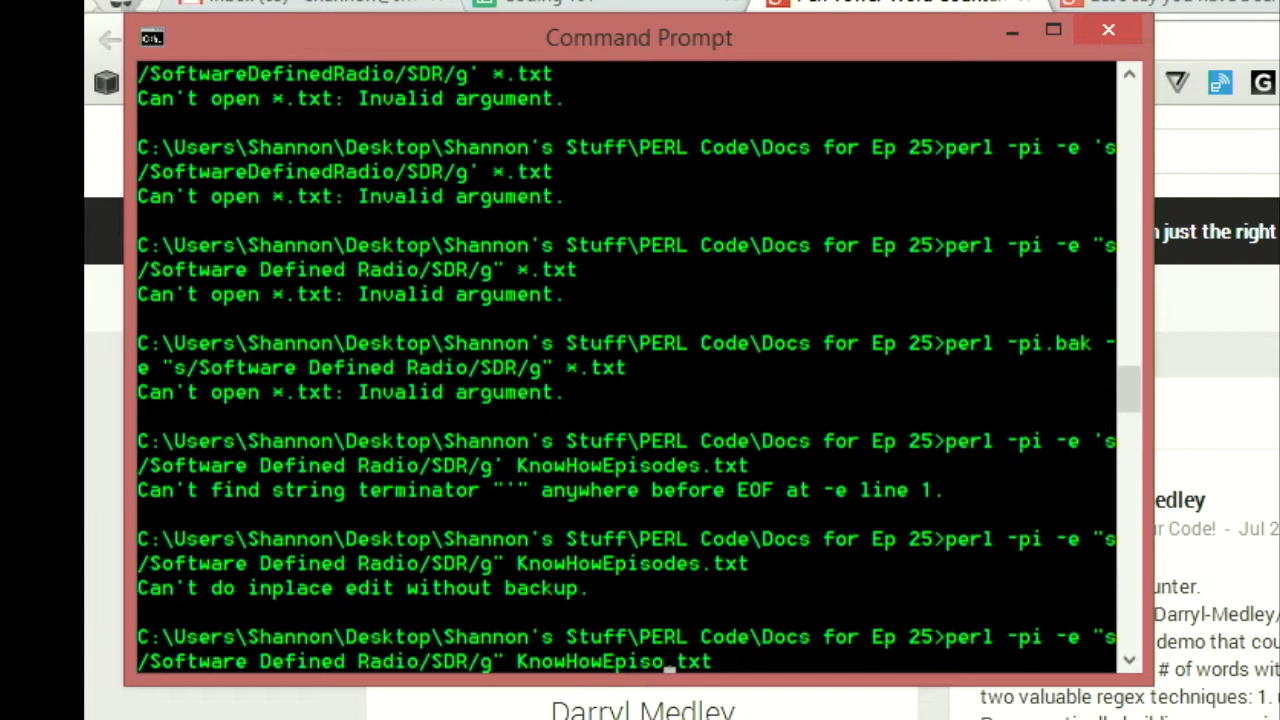 Command Prompt
/SoftwareDefinedRadio/SDR/g' *.txt
Can't open *.txt: Invalid argument.
C:\Users\Shannon\Desktop\Shannon's Stuff\PERL Code\Docs for Ep 25>perl -pi -e 's
/SoftwareDefinedRadio/SDR/g' *.txt
Can't open *.txt: Invalid argument.
C:\Users\Shannon\Desktop\Shannon's Stuff\PERL Code\Docs for Ep 25>perl -pi -e "s
/Software Defined Radio/SDR/g" *.txt
Can't open *.txt: Invalid argument.
C:\Users\Shannon\Desktop\Shannon's Stuff\PERL Code\Docs for Ep 25>perl -pi.bak -
e "s/Software Defined Radio/SDR/g" *.txt
Can't open *.txt: Invalid argument.
C:\Users\Shannon\Desktop\Shannon's Stuff\PERL Code\Docs for Ep 25>perl -pi -e 's
/Software Defined Radio/SDR/g' KnowHowEpisodes.txt
Can't find string terminator "'" anywhere before EOF at -e line 1.
C:\Users\Shannon\Desktop\Shannon's Stuff\PERL Code\Docs for Ep 25>perl -pi -e "s
/Software Defined Radio/SDR/g" KnowHowEpisodes.txt
Can't do inplace edit without backup.
C:\Users\Shannon\Desktop\Shannon's Stuff\PERL Code\Docs for Ep 25>perl -pi -e "s
/Software Defined Radio/SDR/g" KnowHowEpiso.txt
just the right
edley
ur Code! - Jul 2
unter.
Darryl-Medley/
demo that cou
# of words wit
two valuable regex techniques: 1.
Darryl Medley